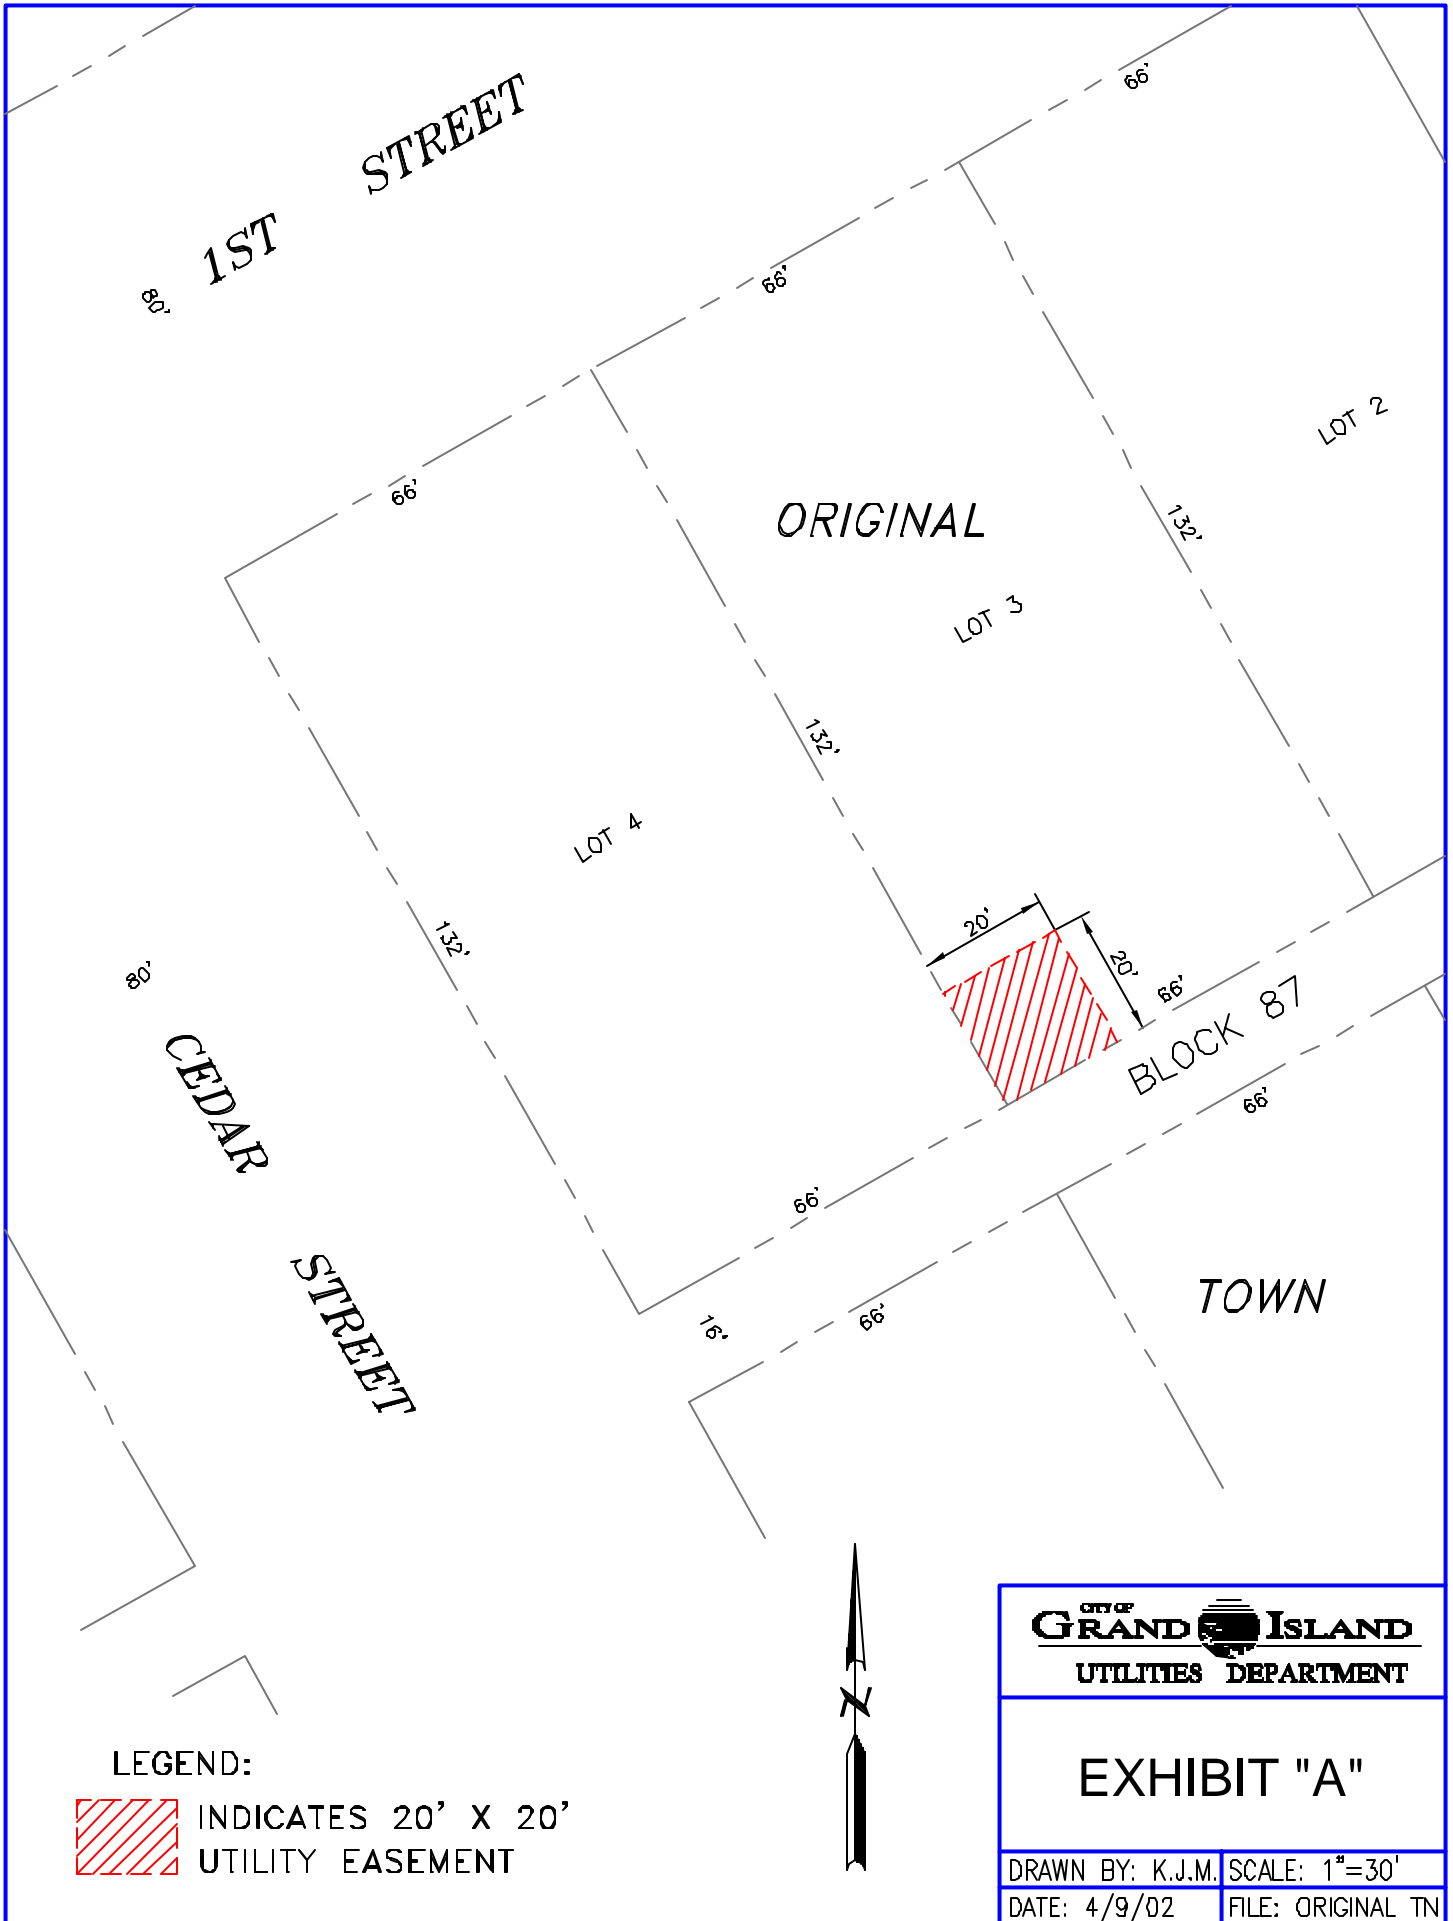 66'
1ST STREET
80'
66'
66'
LOT 2
ORIGINAL
132'
LOT 3
132'
LOT 4
132'
20'
20'
80'
66'
BLOCK 87
CEDAR STREET
66'
66'
TOWN
16'
66'
N
CITY OF
GRAND ISLAND
UTILITIES DEPARTMENT
EXHIBIT "A"
LEGEND:
INDICATES 20' X 20'
UTILITY EASEMENT
DRAWN BY: K.J.M. SCALE: 1"=30'
DATE: 4/9/02 FILE: ORIGINAL TN